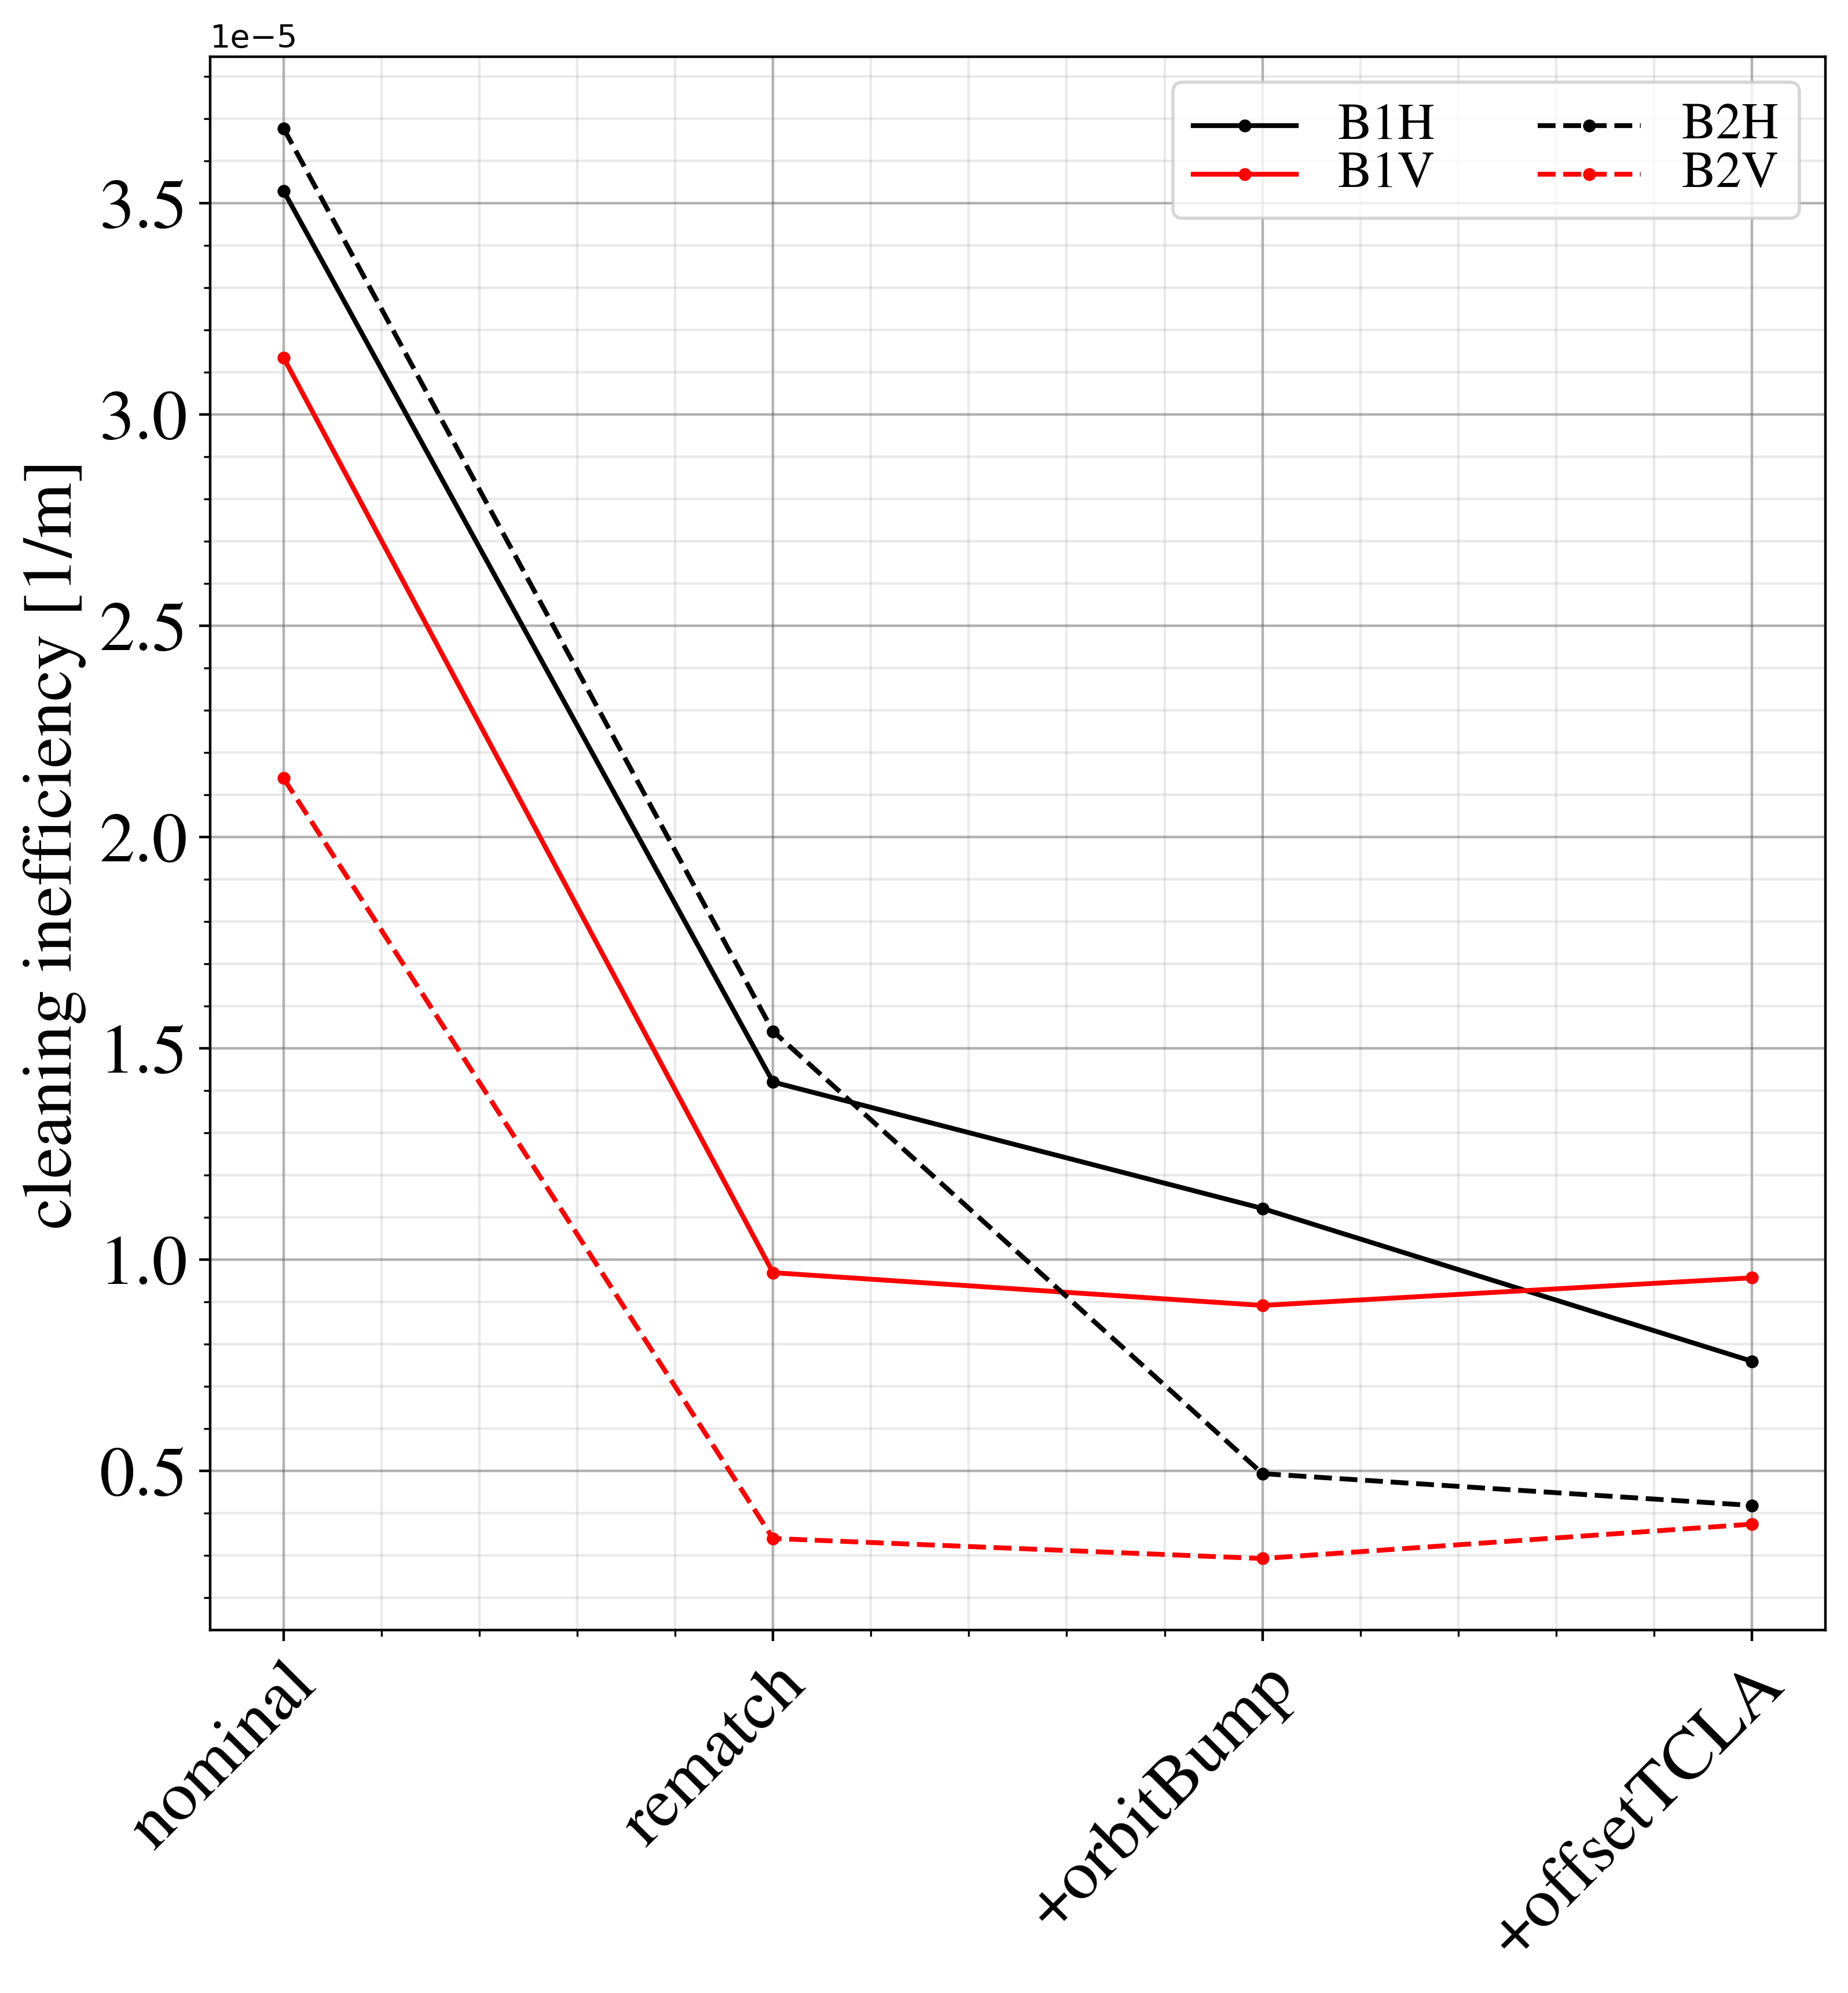 1e−5
B1H
B1V
B2H
B2V
cleaning inefficiency [1/m]
3.5
3.0
2.5
2.0
1.5
1.0
0.5
nominal
rematch
+orbitBump
+offsetTCLA